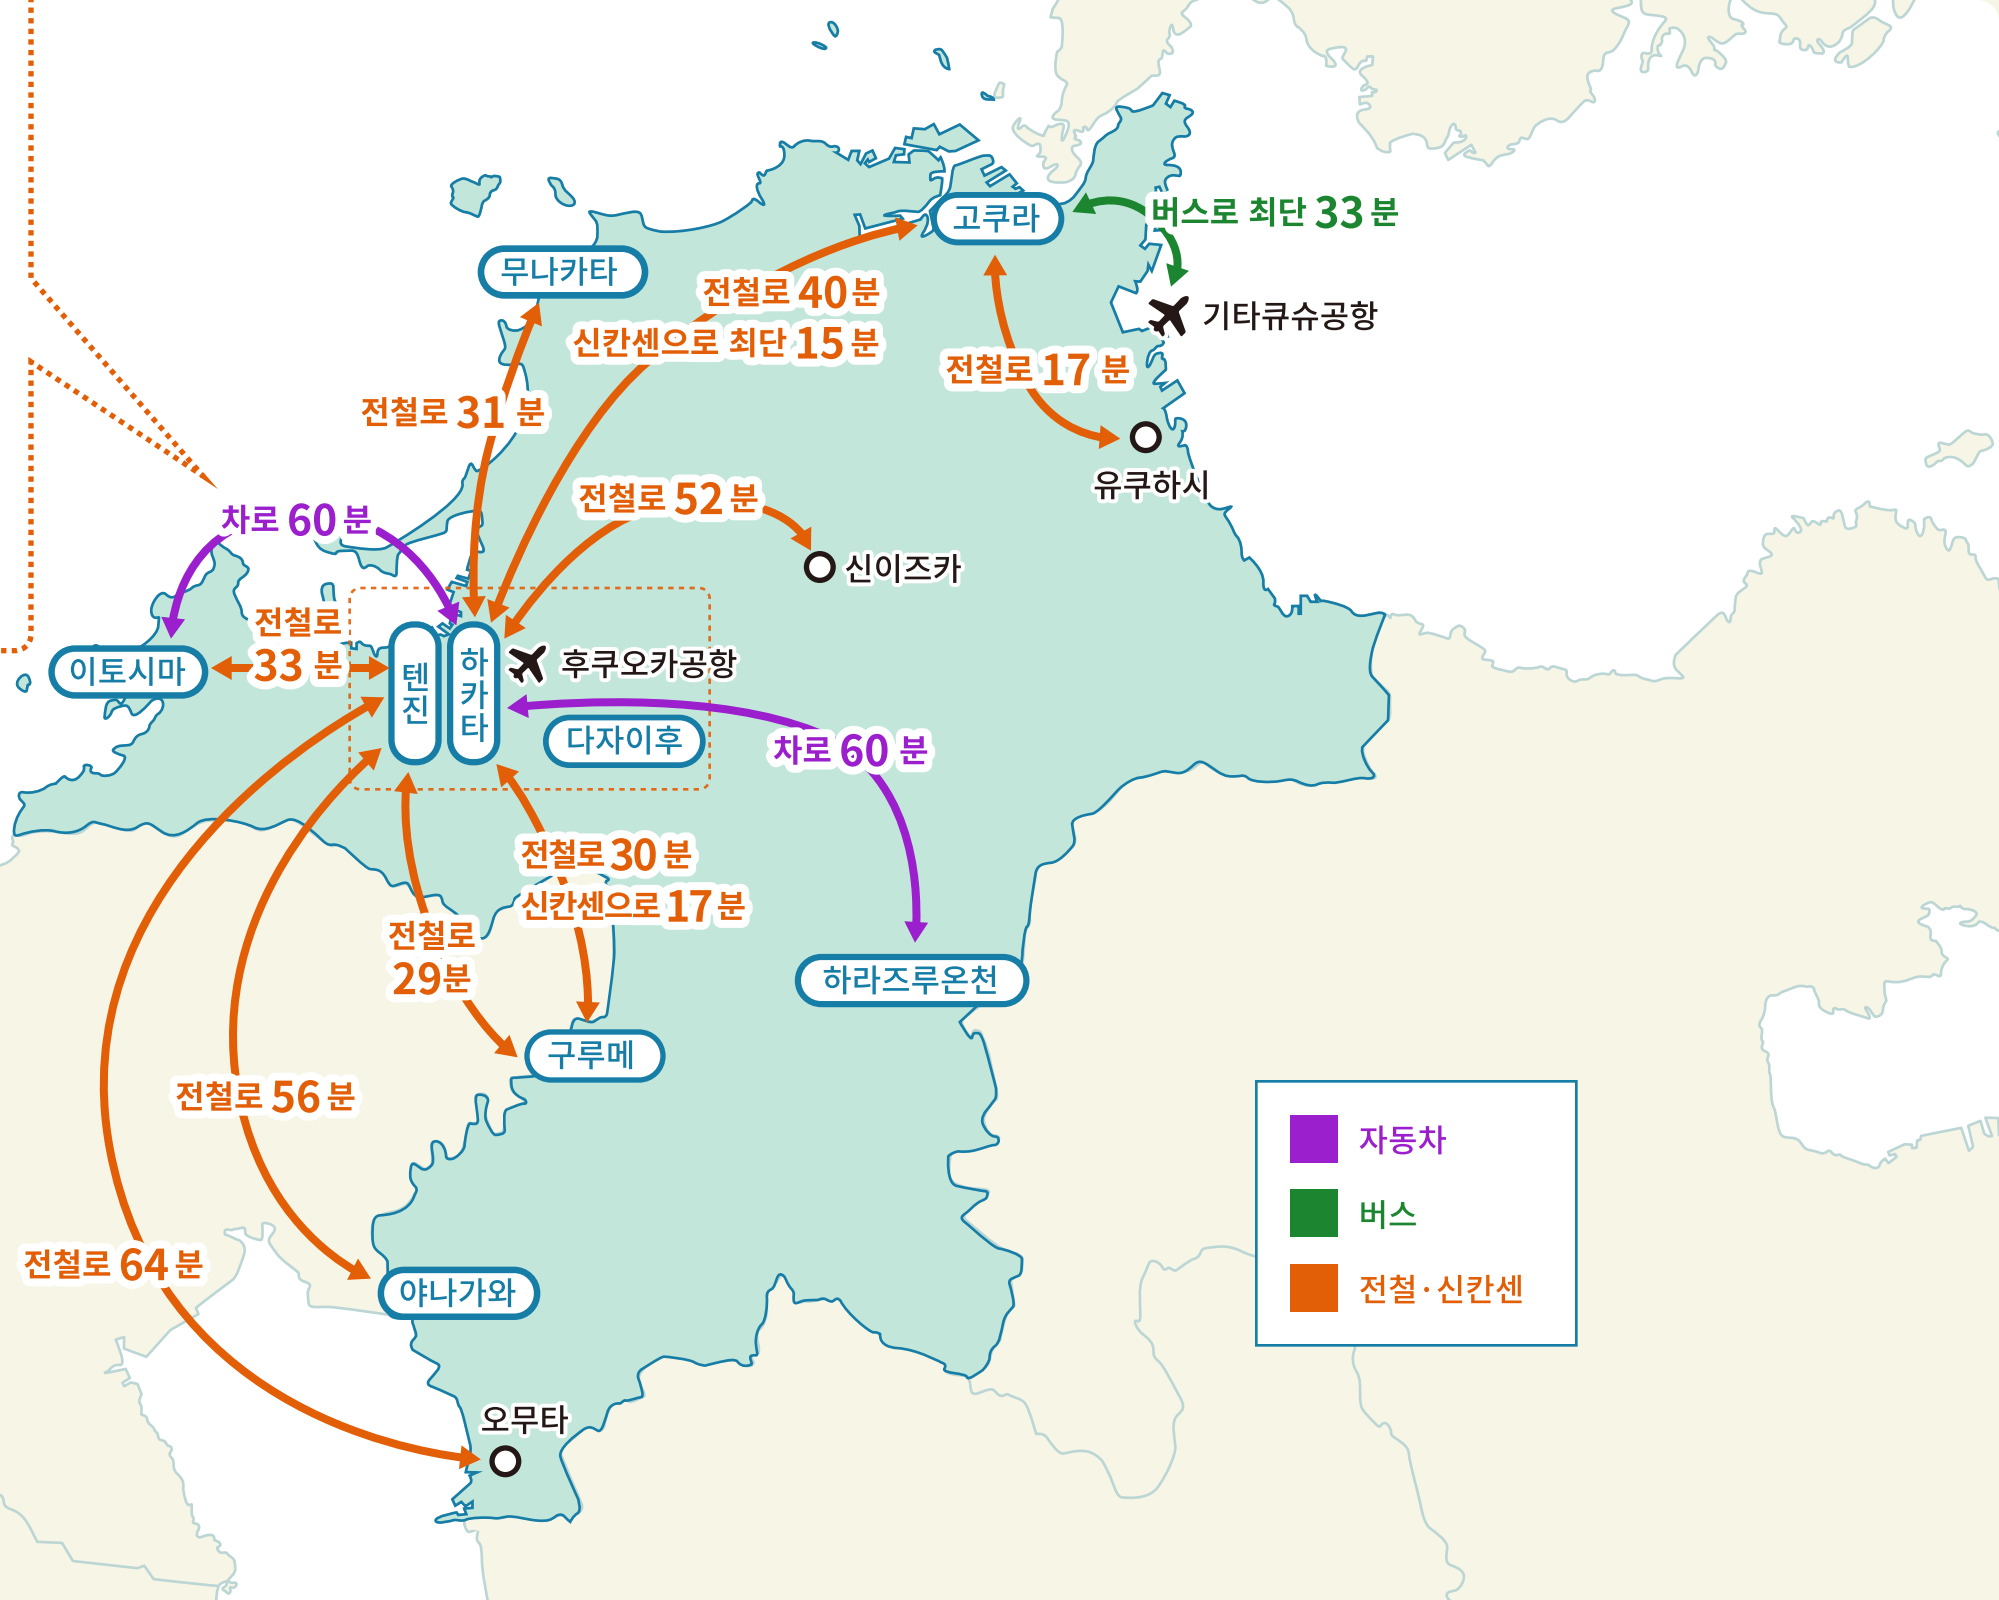 고쿠라
버스로 최단 33 분
무나카타
전철로 40분
신칸센으로 최단 15 분
기타큐슈공항
전철로 17 분
전철로 31 분
유쿠하시
전철로 52 분
차로 60 분
신이즈카
전철로
33 분
이토시마
텐진
하카타
후쿠오카공항
다자이후
차로 60 분
전철로 30 분
신칸센으로 17 분
전철로
29분
하라즈루온천
구루메
전철로 56 분
자동차
버스
전철·신칸센
전철로 64 분
야나가와
오무타